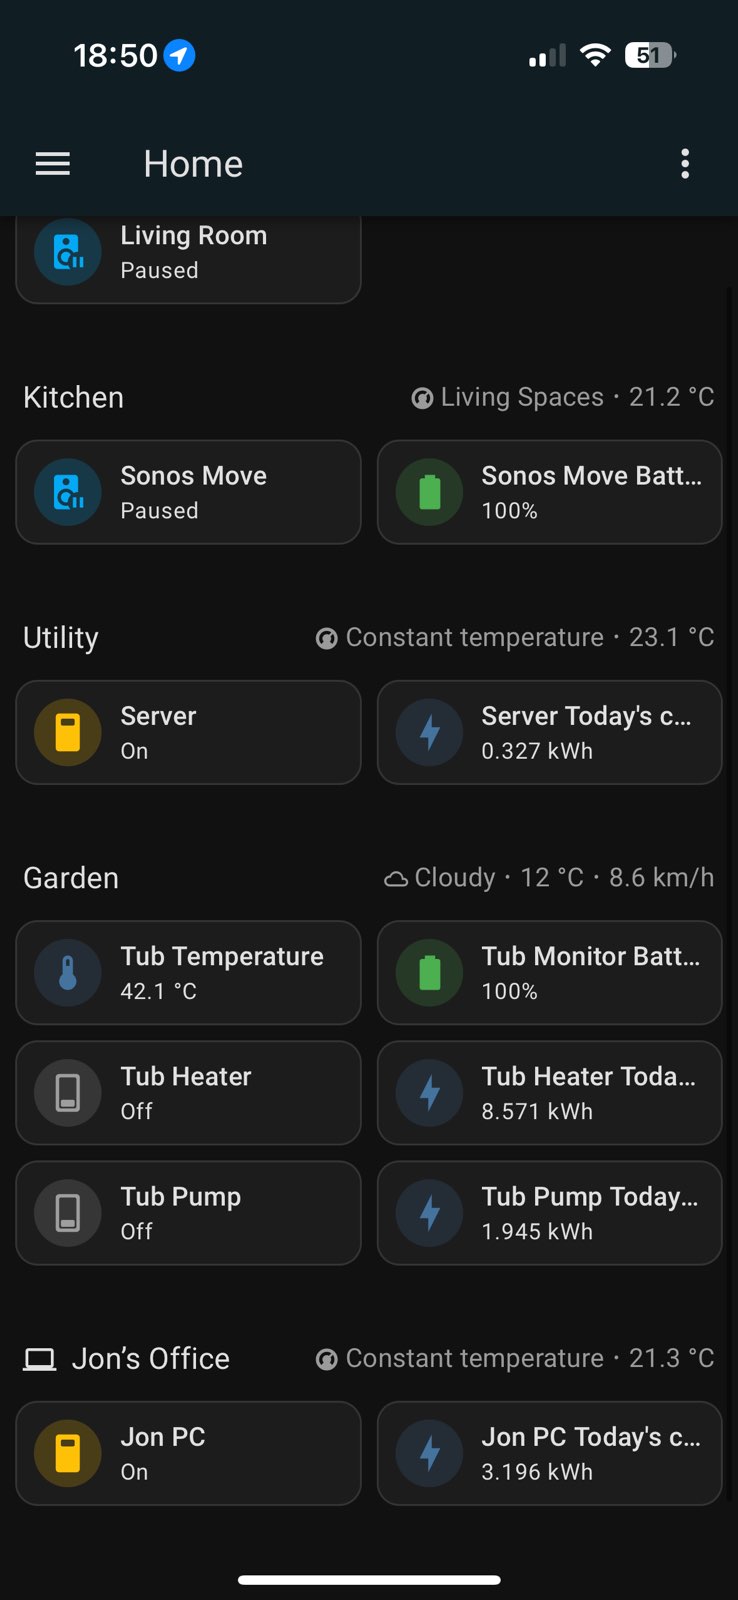 18:50
51
Home
Living Room
Paused
Kitchen
Living Spaces · 21.2 °C
Sonos Move
Paused
Sonos Move Batt...
100%
Utility
Constant temperature · 23.1 °C
Server
On
Server Today's c...
0.327 kWh
Garden
Cloudy · 12 °C · 8.6 km/h
Tub Temperature
42.1 °C
Tub Monitor Batt...
100%
Tub Heater
Off
Tub Heater Toda...
8.571 kWh
Tub Pump
Off
Tub Pump Today...
1.945 kWh
Jon’s Office
Constant temperature · 21.3 °C
Jon PC
On
Jon PC Today's c...
3.196 kWh